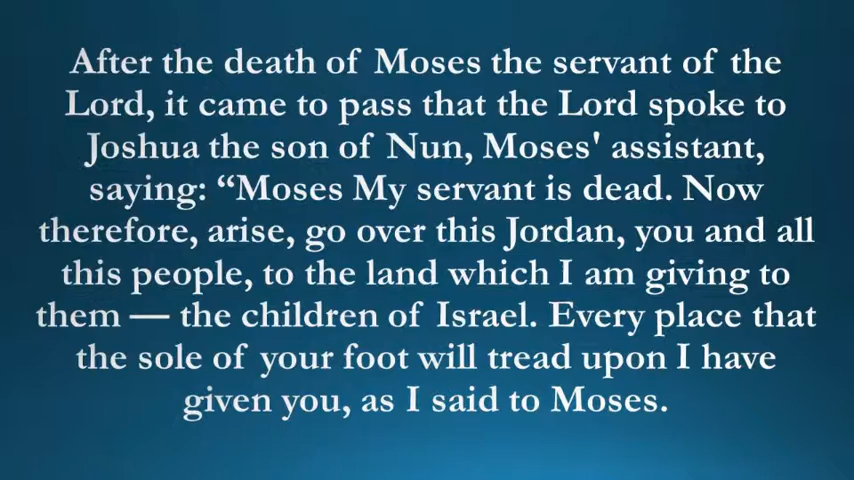 After the death of Moses the servant of the
Lord, it came to pass that the Lord spoke to
Joshua the son of Nun, Moses' assistant,
saying: “Moses My servant is dead. Now
therefore, arise, go over this Jordan, you and all
this people, to the land which I am giving to
them — the children of Israel. Every place that
the sole of your foot will tread upon I have
given you, as I said to Moses.